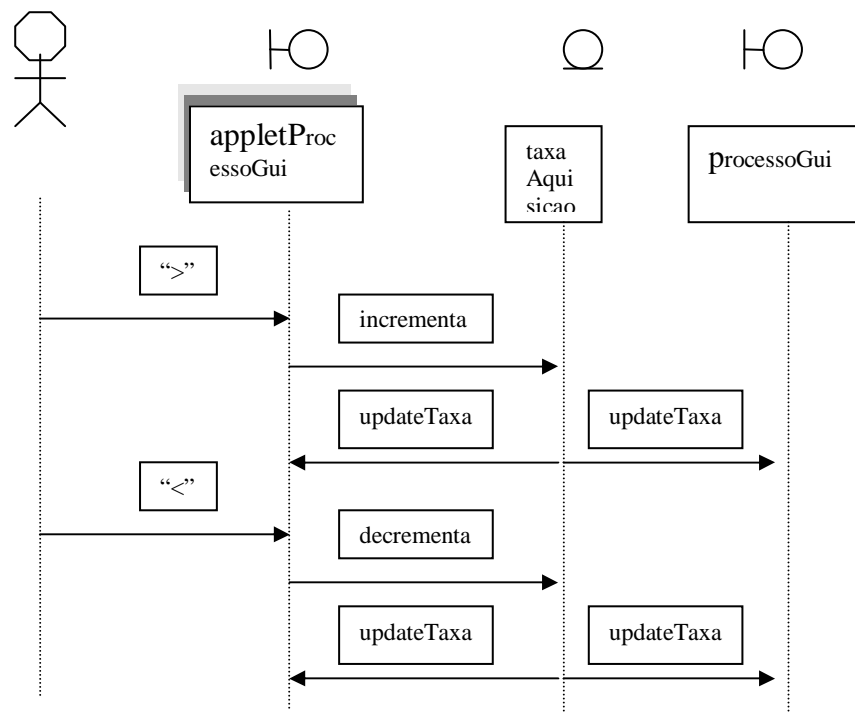 appletProc
essoGui
taxa
Aqui
sicao
processoGui
“>”
incrementa
updateTaxa
updateTaxa
“<”
decrementa
updateTaxa
updateTaxa